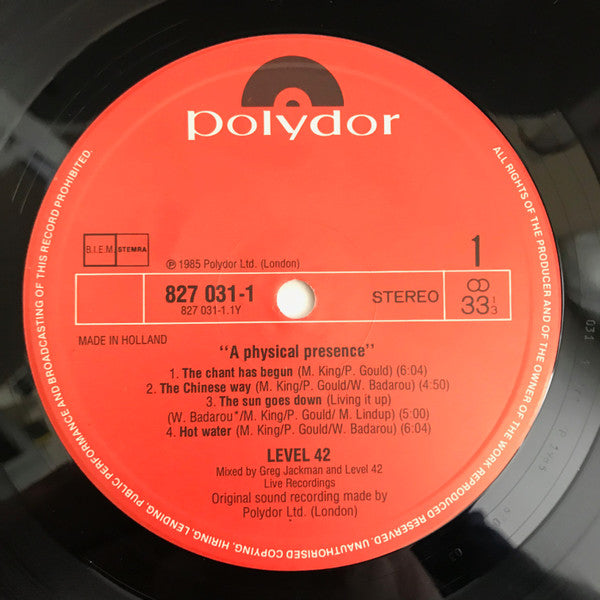 polydor
B.I.E.M. STEMRA
℗ 1985 Polydor Ltd. (London)
1
827 031-1
827 031-1.1Y
STEREO
33 1/3
MADE IN HOLLAND
"A physical presence"
1. The chant has begun (M. King/P. Gould) (6:04)
2. The Chinese way (M. King/P. Gould/W. Badarou) (4:50)
3. The sun goes down (Living it up)
(W. Badarou*/M. King/P. Gould/ M. Lindup) (5:00)
4. Hot water (M. King/P. Gould/W. Badarou) (6:04)
LEVEL 42
Mixed by Greg Jackman and Level 42
Live Recordings
Original sound recording made by
Polydor Ltd. (London)
ALL RIGHTS OF THE PRODUCER AND OF THE OWNER OF THE WORK REPRODUCED RESERVED. UNAUTHORISED COPYING, HIRING, LENDING, PUBLIC PERFORMANCE AND BROADCASTING OF THIS RECORD PROHIBITED.